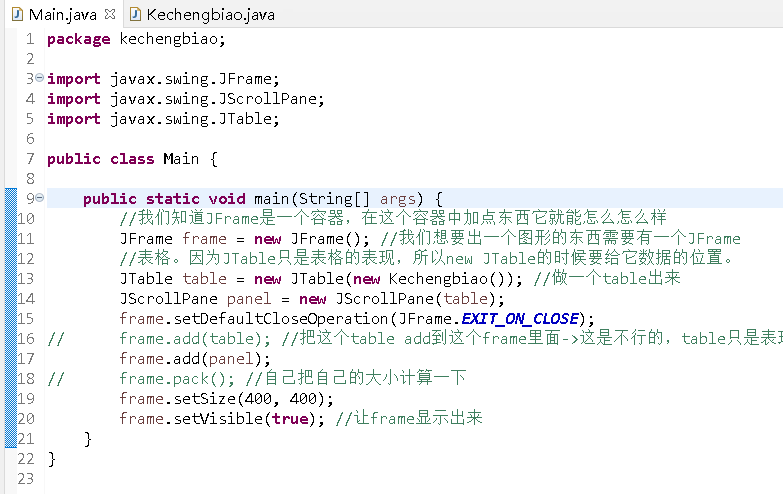 Main.java Kechengbiao.java
1 package kechengbiao;
2
3 import javax.swing.JFrame;
4 import javax.swing.JScrollPane;
5 import javax.swing.JTable;
6
7 public class Main {
8
9 public static void main(String[] args) {
10 //我们知道JFrame是一个容器，在这个容器中加点东西它就能怎么怎么样
11 JFrame frame = new JFrame(); //我们想要出一个图形的东西需要有一个JFrame
12 //表格。因为JTable只是表格的表现，所以new JTable的时候要给它数据的位置。
13 JTable table = new JTable(new Kechengbiao()); //做一个table出来
14 JScrollPane panel = new JScrollPane(table);
15 frame.setDefaultCloseOperation(JFrame.EXIT_ON_CLOSE);
16 // frame.add(table); //把这个table add到这个frame里面->这是不行的，table只是表现
17 frame.add(panel);
18 // frame.pack(); //自己把自己的大小计算一下
19 frame.setSize(400, 400);
20 frame.setVisible(true); //让frame显示出来
21 }
22 }
23